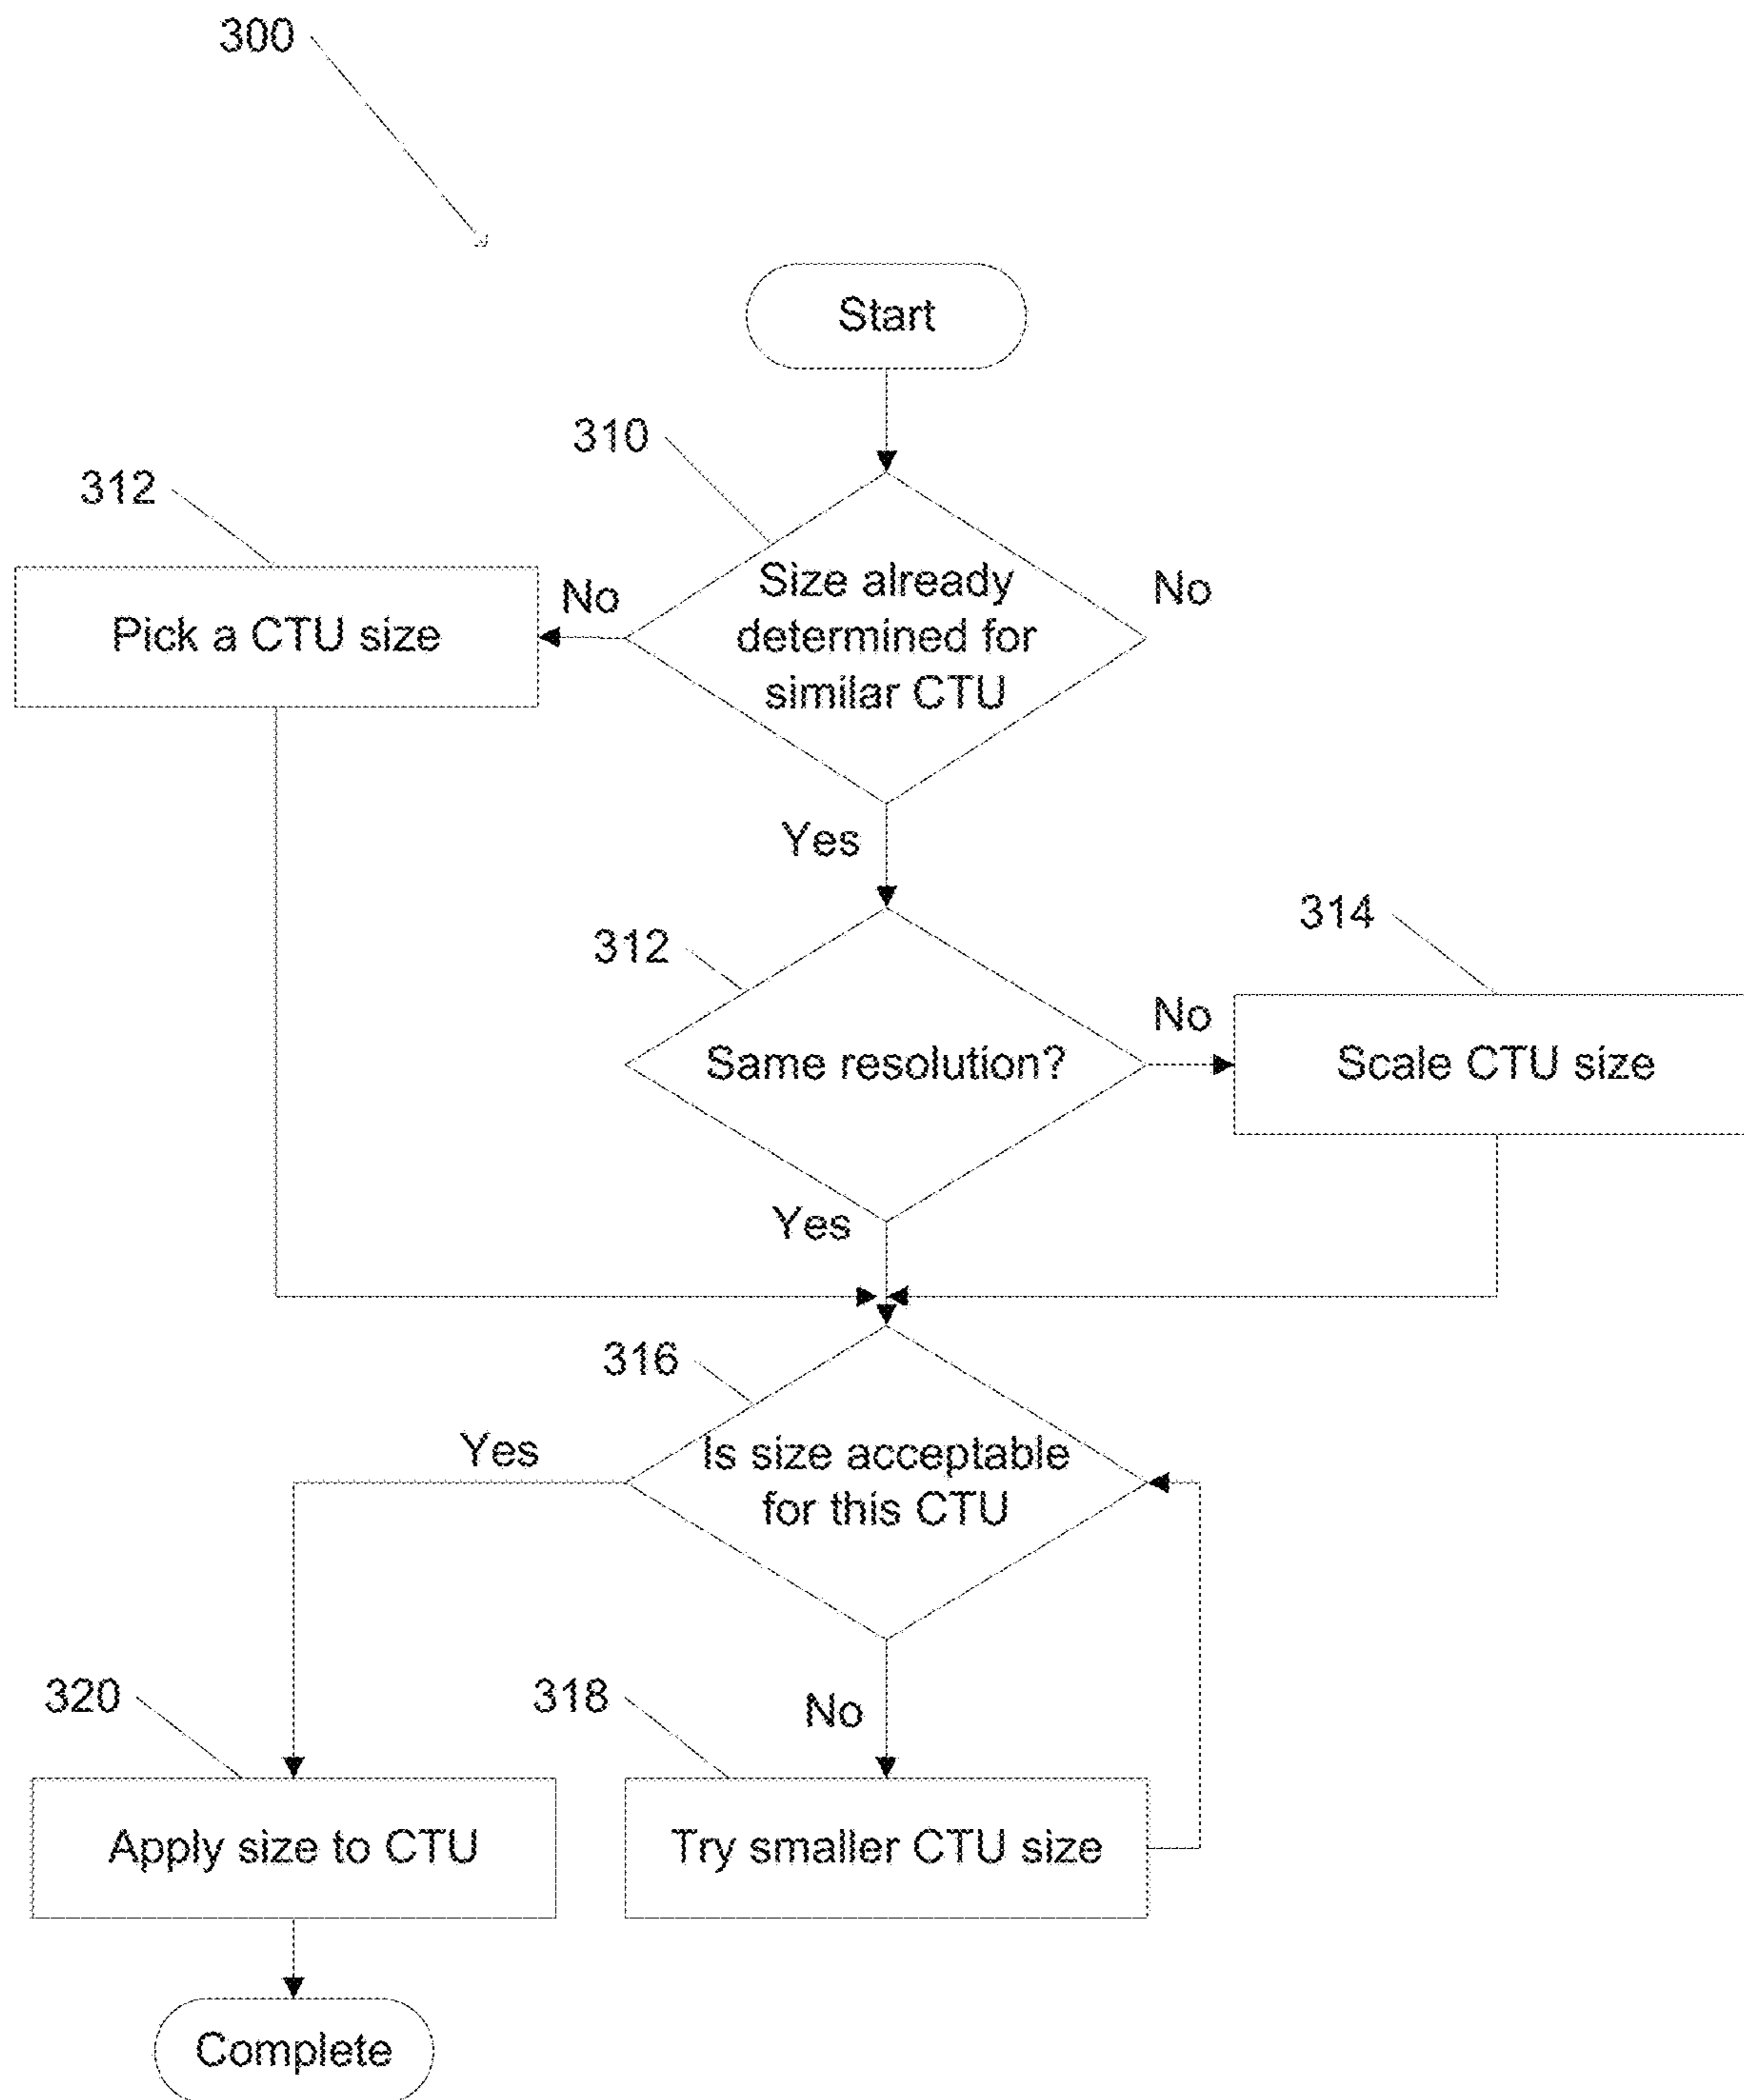 300
Start
310
312
Size already
determined for
similar CTU
No
No
Pick a CTU size
Yes
312
314
Same resolution?
No
Scale CTU size
Yes
316
Is size acceptable
for this CTU
Yes
No
320
318
Apply size to CTU
Try smaller CTU size
Complete